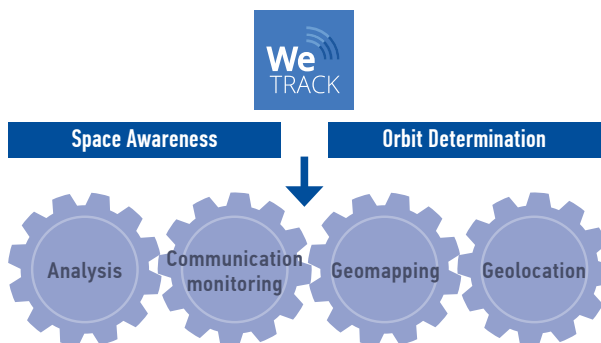 We
TRACK
Space Awareness
Orbit Determination
Analysis
Communication
monitoring
Geomapping
Geolocation